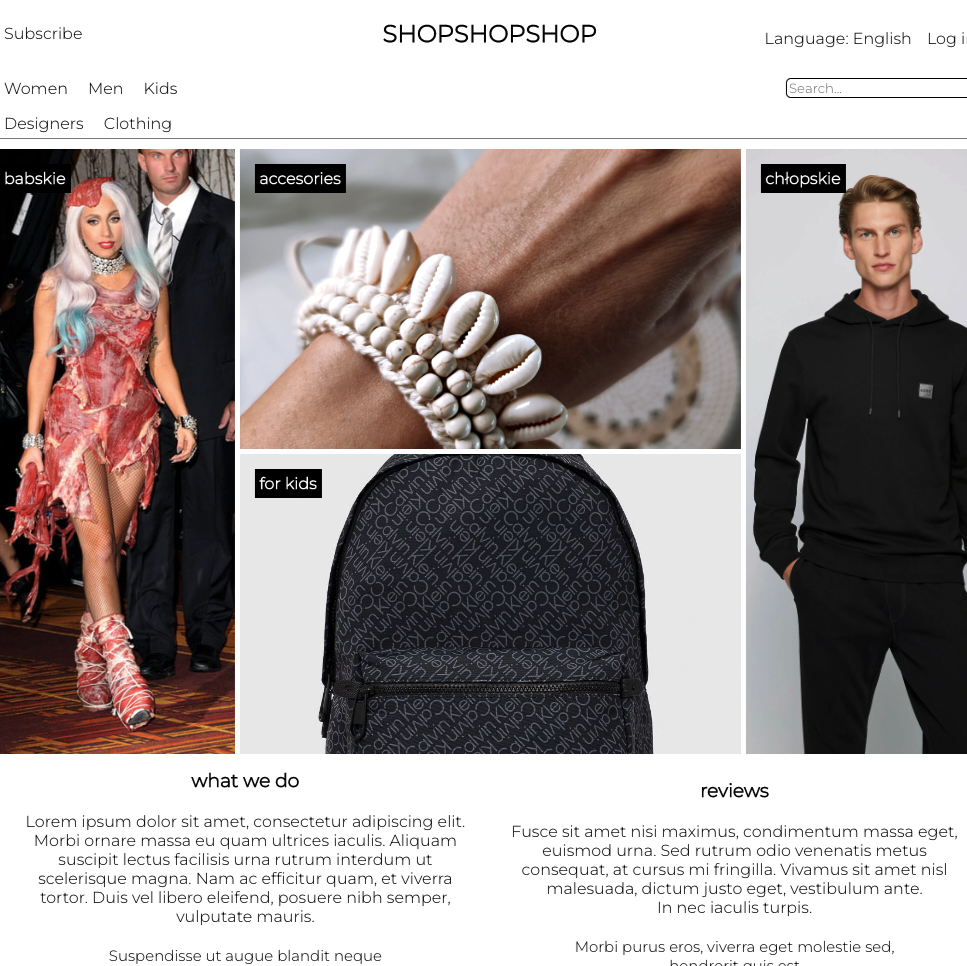 Subscribe
SHOPSHOPSHOP
Language: English Log i
Women Men Kids
Search...
Designers Clothing
babskie
accesories
chłopskie
for kids
what we do
Lorem ipsum dolor sit amet, consectetur adipiscing elit.
Morbi ornare massa eu quam ultrices iaculis. Aliquam
suscipit lectus facilisis urna rutrum interdum ut
scelerisque magna. Nam ac efficitur quam, et viverra
tortor. Duis vel libero eleifend, posuere nibh semper,
vulputate mauris.
Suspendisse ut augue blandit neque
reviews
Fusce sit amet nisi maximus, condimentum massa eget,
euismod urna. Sed rutrum odio venenatis metus
consequat, at cursus mi fringilla. Vivamus sit amet nisl
malesuada, dictum justo eget, vestibulum ante.
In nec iaculis turpis.
Morbi purus eros, viverra eget molestie sed,
hendrerit quis est